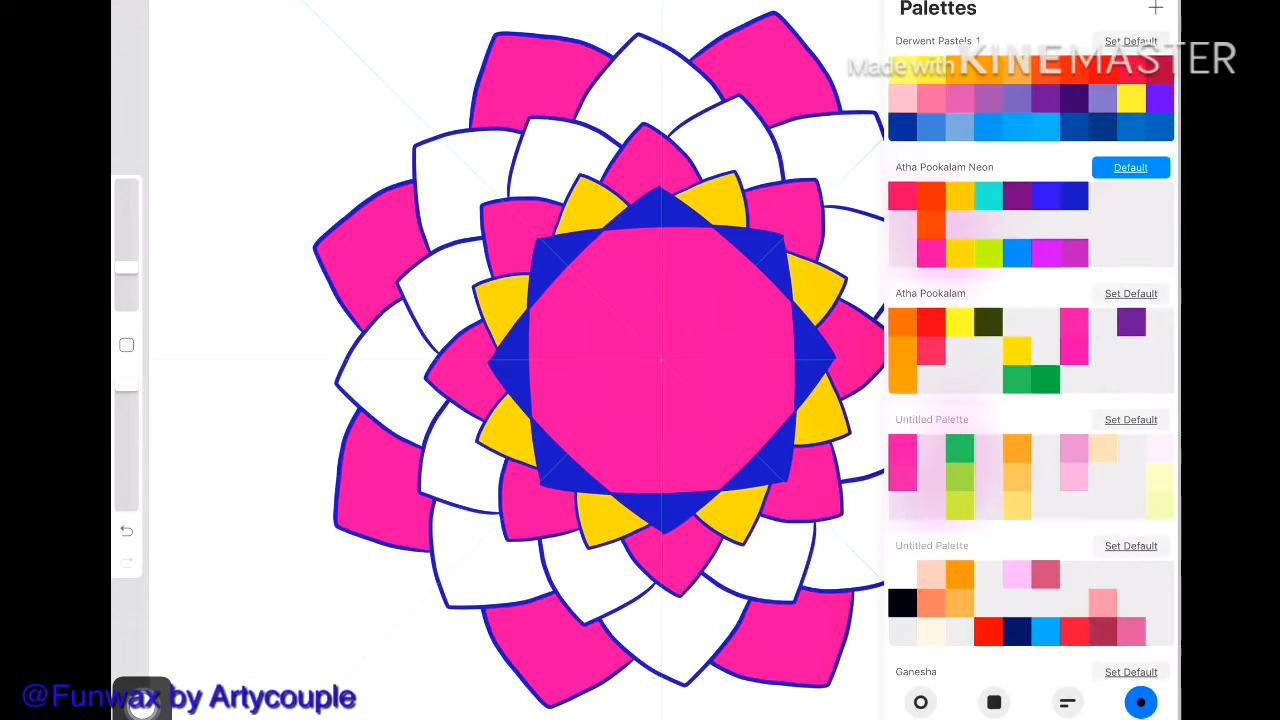 Palettes
Derwent Pastels 1 Set Default
Made with KINEMASTER
Atha Pookalam Neon Default
Atha Pookalam Set Default
Untitled Palette Set Default
Untitled Palette Set Default
Ganesha Set Default
@Funwax by Artycouple